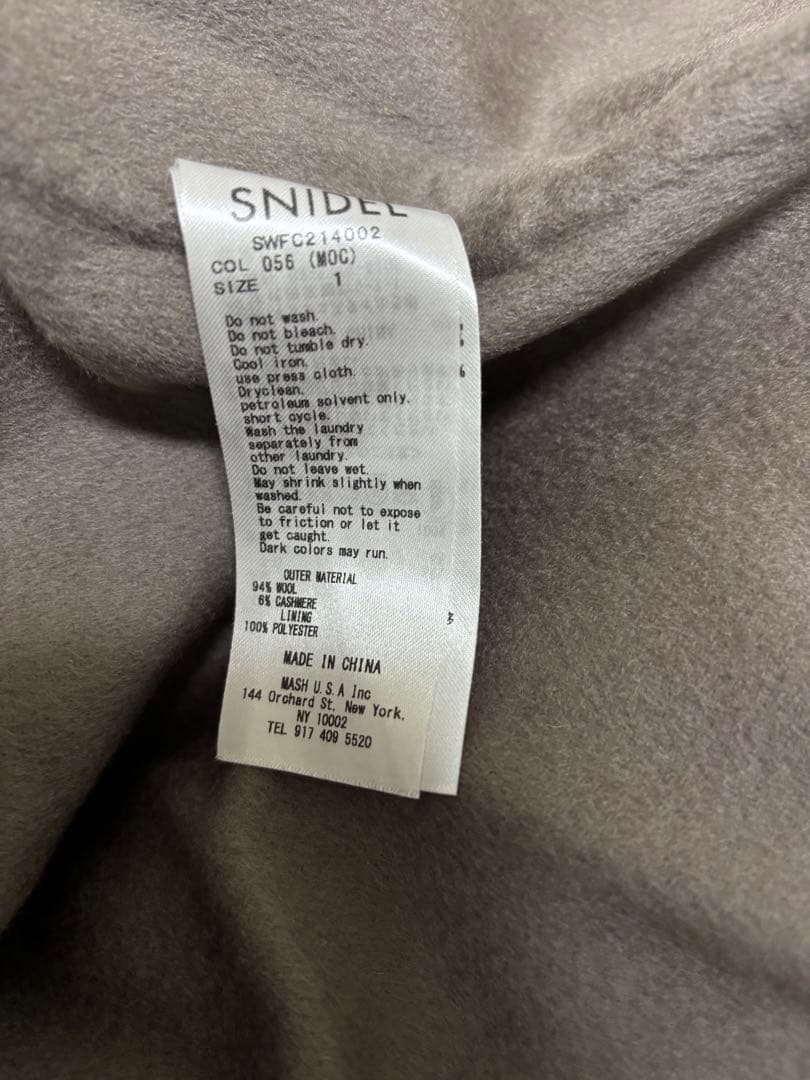 SNIDEL
SWFC214002
COL 056 (MOC)
SIZE 1
Do not wash.
Do not bleach.
Do not tumble dry.
Cool iron.
use press cloth.
Dryclean.
petroleum solvent only.
short cycle.
Wash the laundry
separately from
other laundry.
Do not leave wet.
May shrink slightly when
washed.
Be careful not to expose
to friction or let it
get caught.
Dark colors may run.
OUTER MATERIAL
94% WOOL
6% CASHMERE
LINING
100% POLYESTER
MADE IN CHINA
MASH U.S.A Inc
144 Orchard St. New York.
NY 10002
TEL 917 409 5520